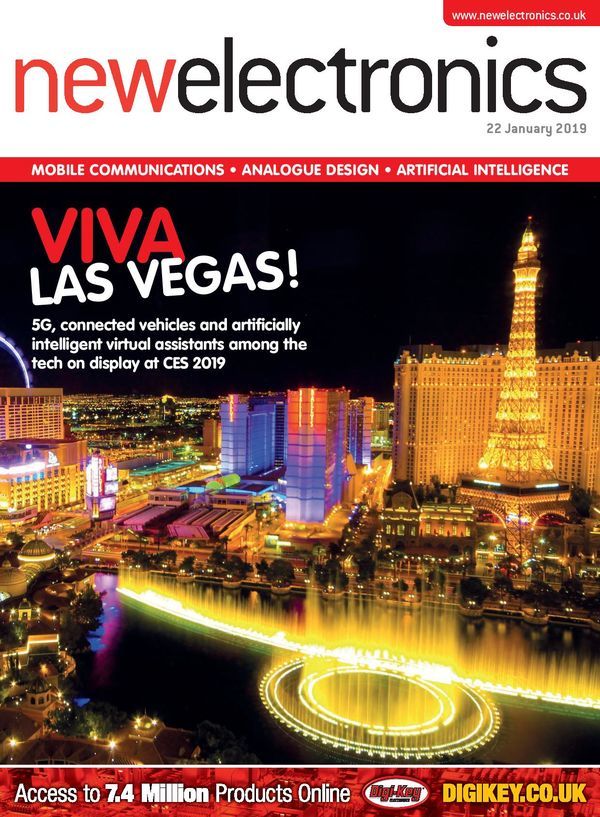 www.newelectronics.co.uk
newelectronics
22 January 2019
MOBILE COMMUNICATIONS • ANALOGUE DESIGN • ARTIFICIAL INTELLIGENCE
VIVA
LAS VEGAS!
5G, connected vehicles and artificially
intelligent virtual assistants among the
tech on display at CES 2019
Access to 7.4 Million Products Online
Digi-Key
ELECTRONICS
DIGIKEY.CO.UK